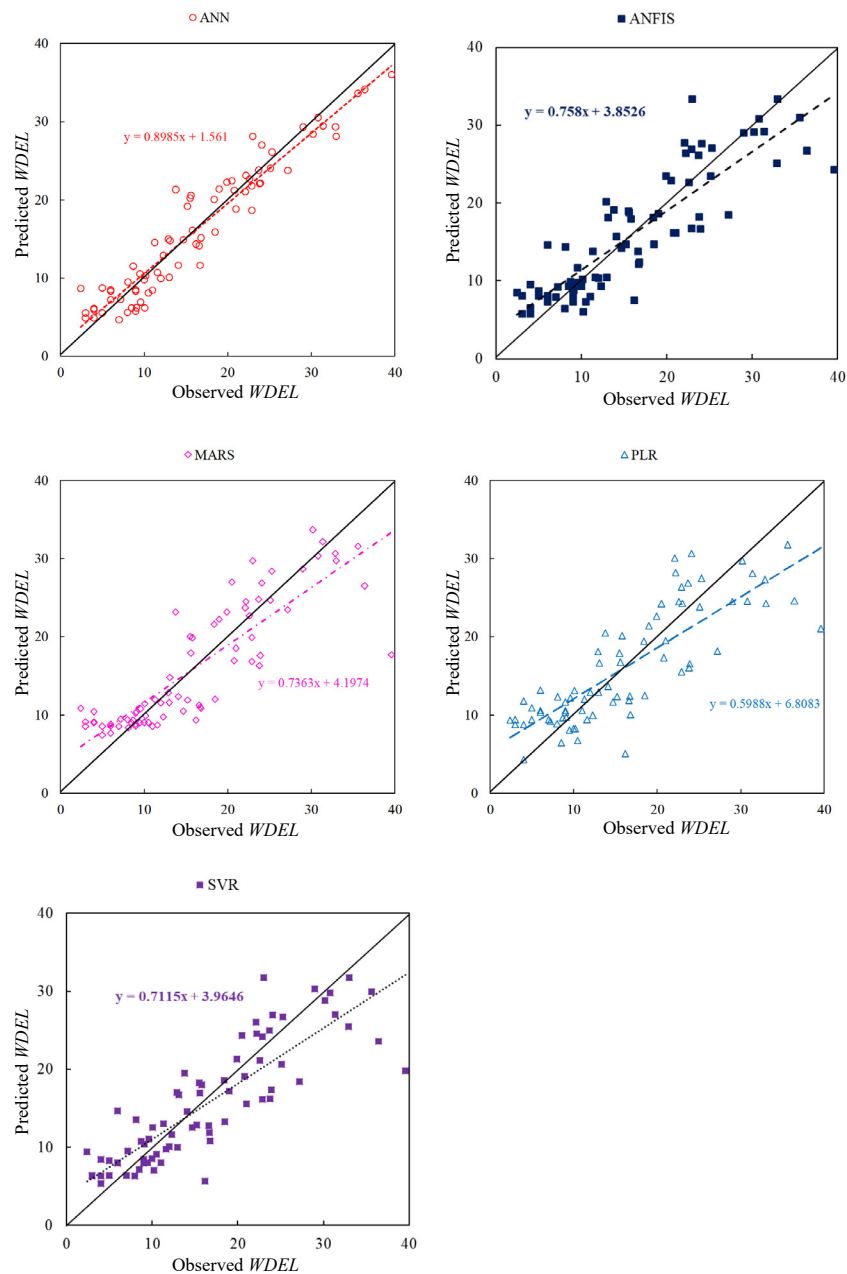 ANN
40
30
20
10
0
Predicted WDEL
y = 0.8985x + 1.561
0 10 20 30 40
Observed WDEL
ANFIS
40
30
20
10
0
Predicted WDEL
y = 0.758x + 3.8526
0 10 20 30 40
Observed WDEL
MARS
40
30
20
10
0
Predicted WDEL
y = 0.7363x + 4.1974
0 10 20 30 40
Observed WDEL
PLR
40
30
20
10
0
Predicted WDEL
y = 0.5988x + 6.8083
0 10 20 30 40
Observed WDEL
SVR
40
30
20
10
0
Predicted WDEL
y = 0.7115x + 3.9646
0 10 20 30 40
Observed WDEL